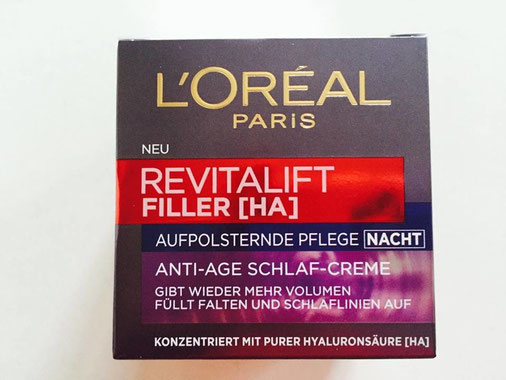 L'ORÉAL
PARIS
NEU
REVITALIFT
FILLER [HA]
AUFPOLSTERNDE PFLEGE NACHT
ANTI-AGE SCHLAF-CREME
GIBT WIEDER MEHR VOLUMEN
FÜLLT FALTEN UND SCHLAFLINIEN AUF
KONZENTRIERT MIT PURER HYALURONSÄURE [HA]